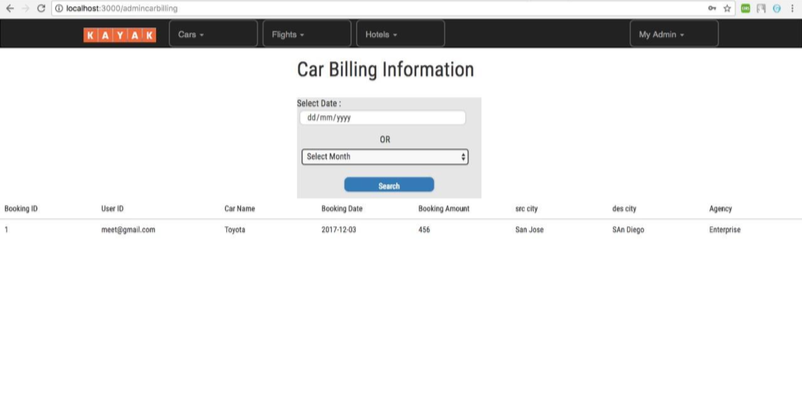 localhost:3000/admincarbilling
KAYAK Cars Flights Hotels My Admin
Car Billing Information
Select Date :
dd/mm/yyyy
OR
Select Month
Search
Booking ID User ID Car Name Booking Date Booking Amount src city des city Agency
1 meet@gmail.com Toyota 2017-12-03 456 San Jose SAn Diego Enterprise